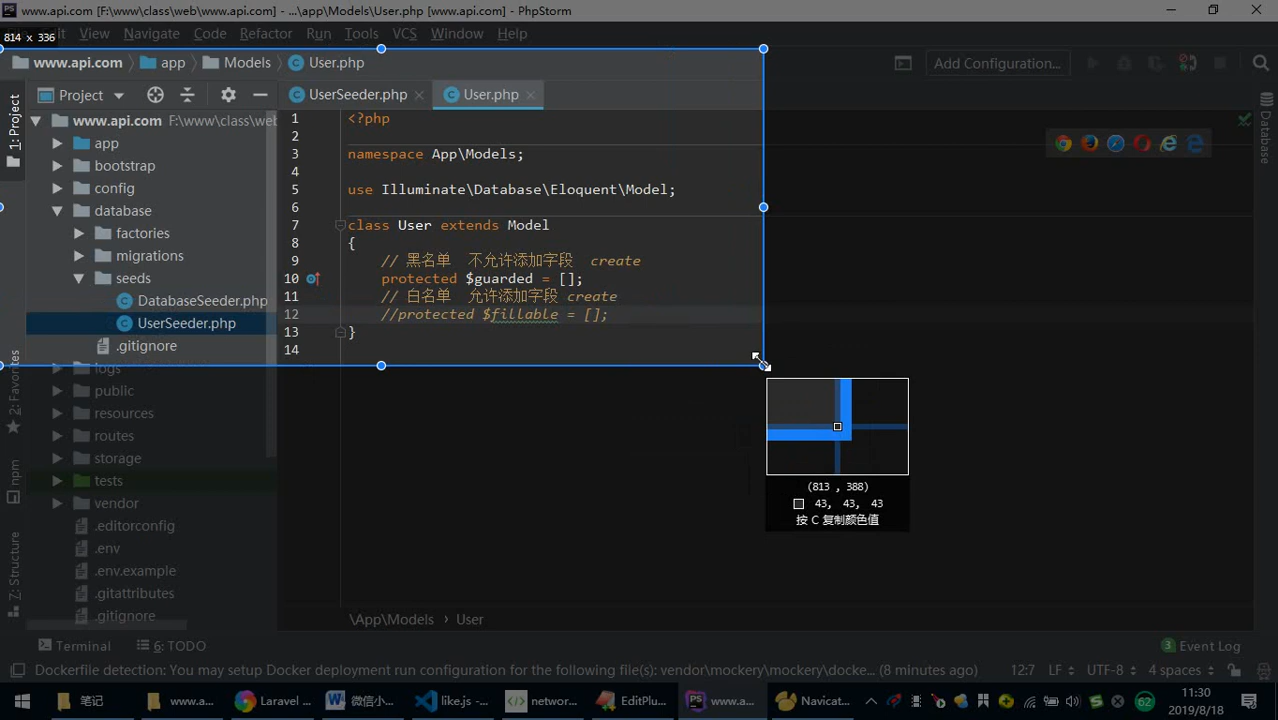 www.api.com [F:\www\class\web\www.api.com] - ...\app\Models\User.php [www.api.com] - PhpStorm
View Navigate Code Refactor Run Tools VCS Window Help
814 x 336
www.api.com app Models User.php
Add Configuration...
Project
UserSeeder.php User.php
1: Project
www.api.com F:\www\class\web
app
bootstrap
config
database
factories
migrations
seeds
DatabaseSeeder.php
UserSeeder.php
.gitignore
logs
public
resources
routes
storage
tests
vendor
.editorconfig
.env
.env.example
.gitattributes
.gitignore
1 <?php
2
3 namespace App\Models;
4
5 use Illuminate\Database\Eloquent\Model;
6
7 class User extends Model
8 {
9 // 黑名单 不允许添加字段 create
10 protected $guarded = [];
11 // 白名单 允许添加字段 create
12 //protected $fillable = [];
13 }
14
Database
2: Favorites
npm
7: Structure
(813 , 388)
43, 43, 43
按 C 复制颜色值
\App\Models › User
Terminal 6: TODO
3 Event Log
Dockerfile detection: You may setup Docker deployment run configuration for the following file(s): vendor\mockery\mockery\docke... (8 minutes ago)
12:7 LF UTF-8 4 spaces
笔记 www.a... Laravel ... 微信小... like.js -... networ... EditPlu... www.a... Navicat...
62
11:30
2019/8/18